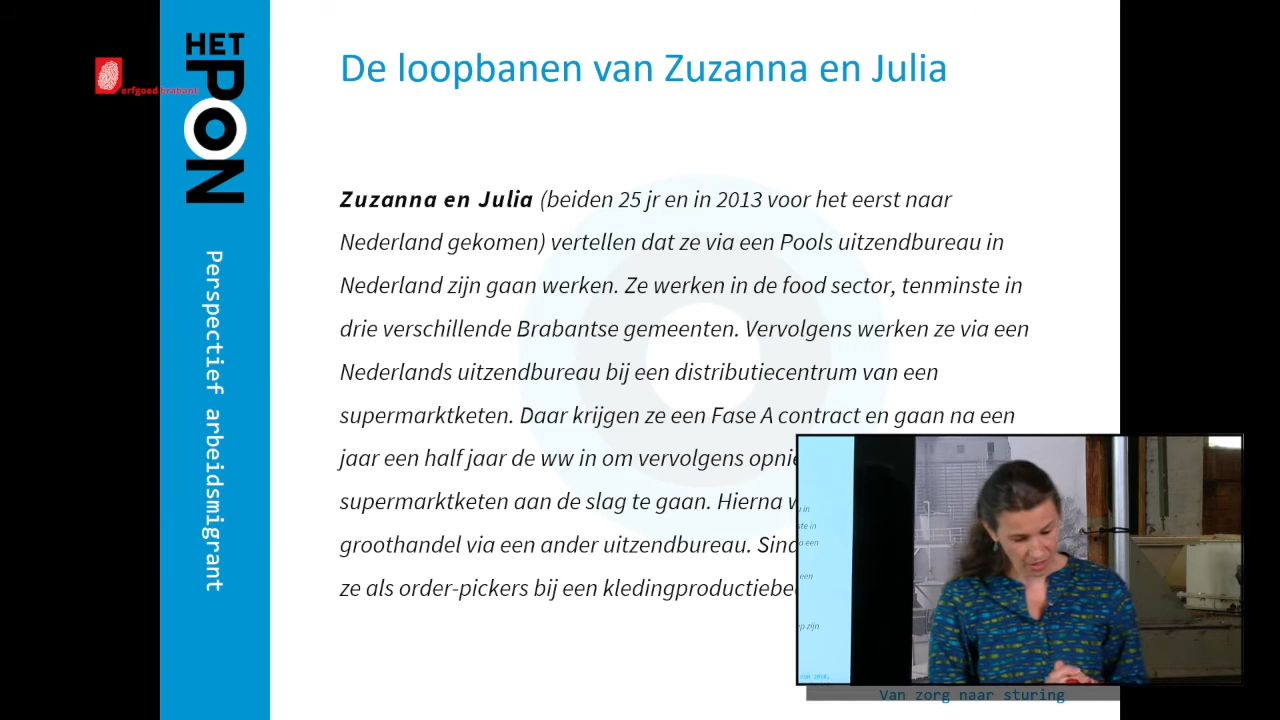 HET PON
erfgoed brabant
Perspectief arbeidsmigrant
De loopbanen van Zuzanna en Julia
Zuzanna en Julia (beiden 25 jr en in 2013 voor het eerst naar
Nederland gekomen) vertellen dat ze via een Pools uitzendbureau in
Nederland zijn gaan werken. Ze werken in de food sector, tenminste in
drie verschillende Brabantse gemeenten. Vervolgens werken ze via een
Nederlands uitzendbureau bij een distributiecentrum van een
supermarktketen. Daar krijgen ze een Fase A contract en gaan na een
jaar een half jaar de ww in om vervolgens
supermarktketen aan de slag te gaan. Hierna
groothandel via een ander uitzendbureau.
ze als order-pickers bij een
Van zorg naar sturing